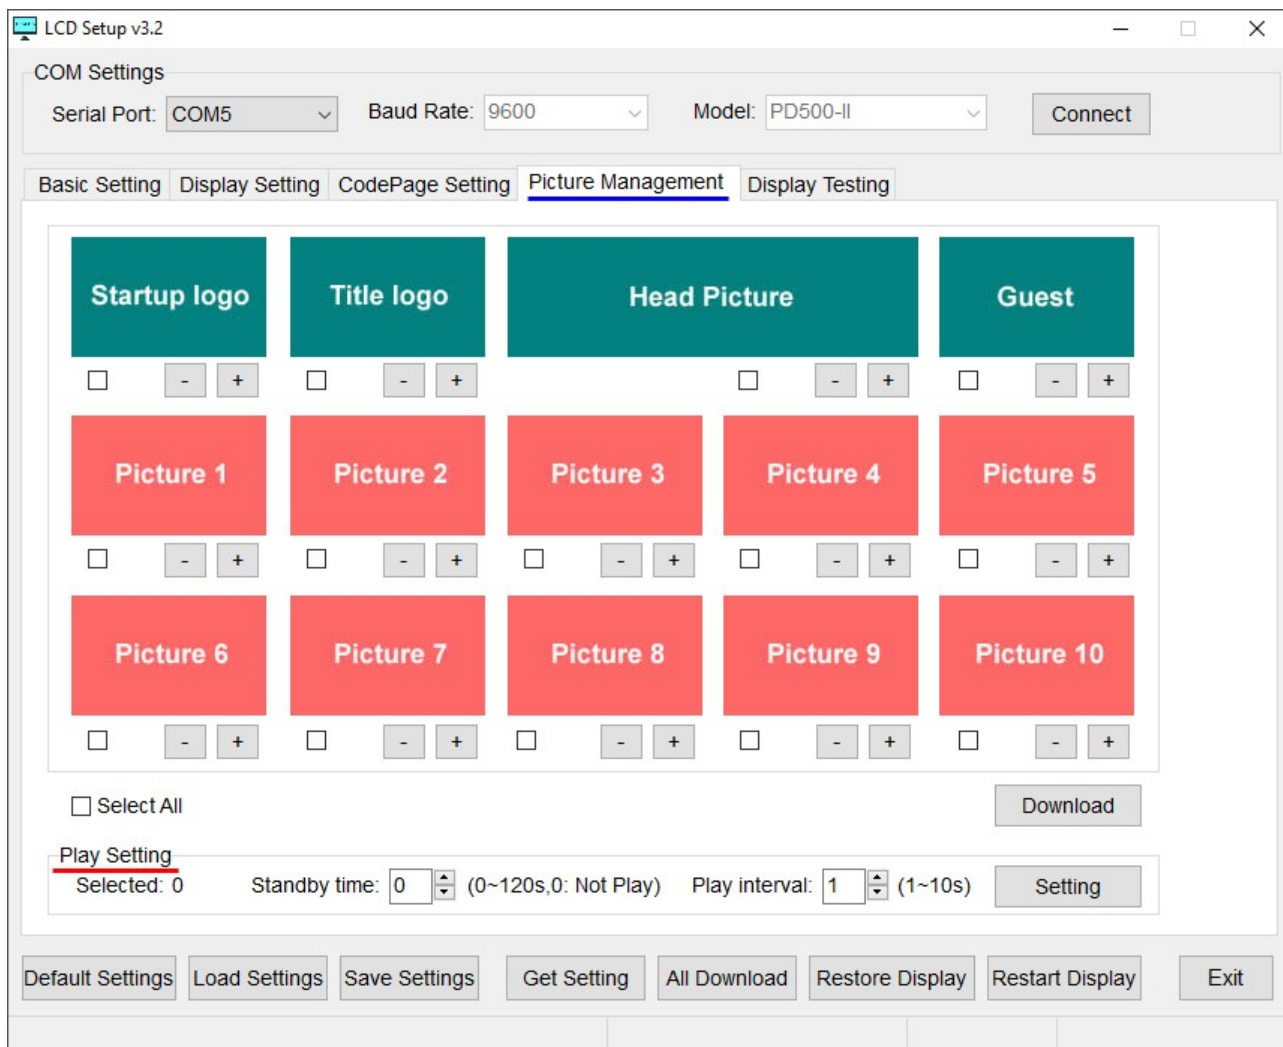 LCD Setup v3.2
COM Settings
Serial Port: COM5 Baud Rate: 9600 Model: PD500-II Connect
Basic Setting Display Setting CodePage Setting Picture Management Display Testing
Startup logo Title logo Head Picture Guest
- + - + - + - +
Picture 1 Picture 2 Picture 3 Picture 4 Picture 5
- + - + - + - + - +
Picture 6 Picture 7 Picture 8 Picture 9 Picture 10
- + - + - + - + - +
Select All Download
Play Setting
Selected: 0 Standby time: 0 (0~120s,0: Not Play) Play interval: 1 (1~10s) Setting
Default Settings Load Settings Save Settings Get Setting All Download Restore Display Restart Display Exit